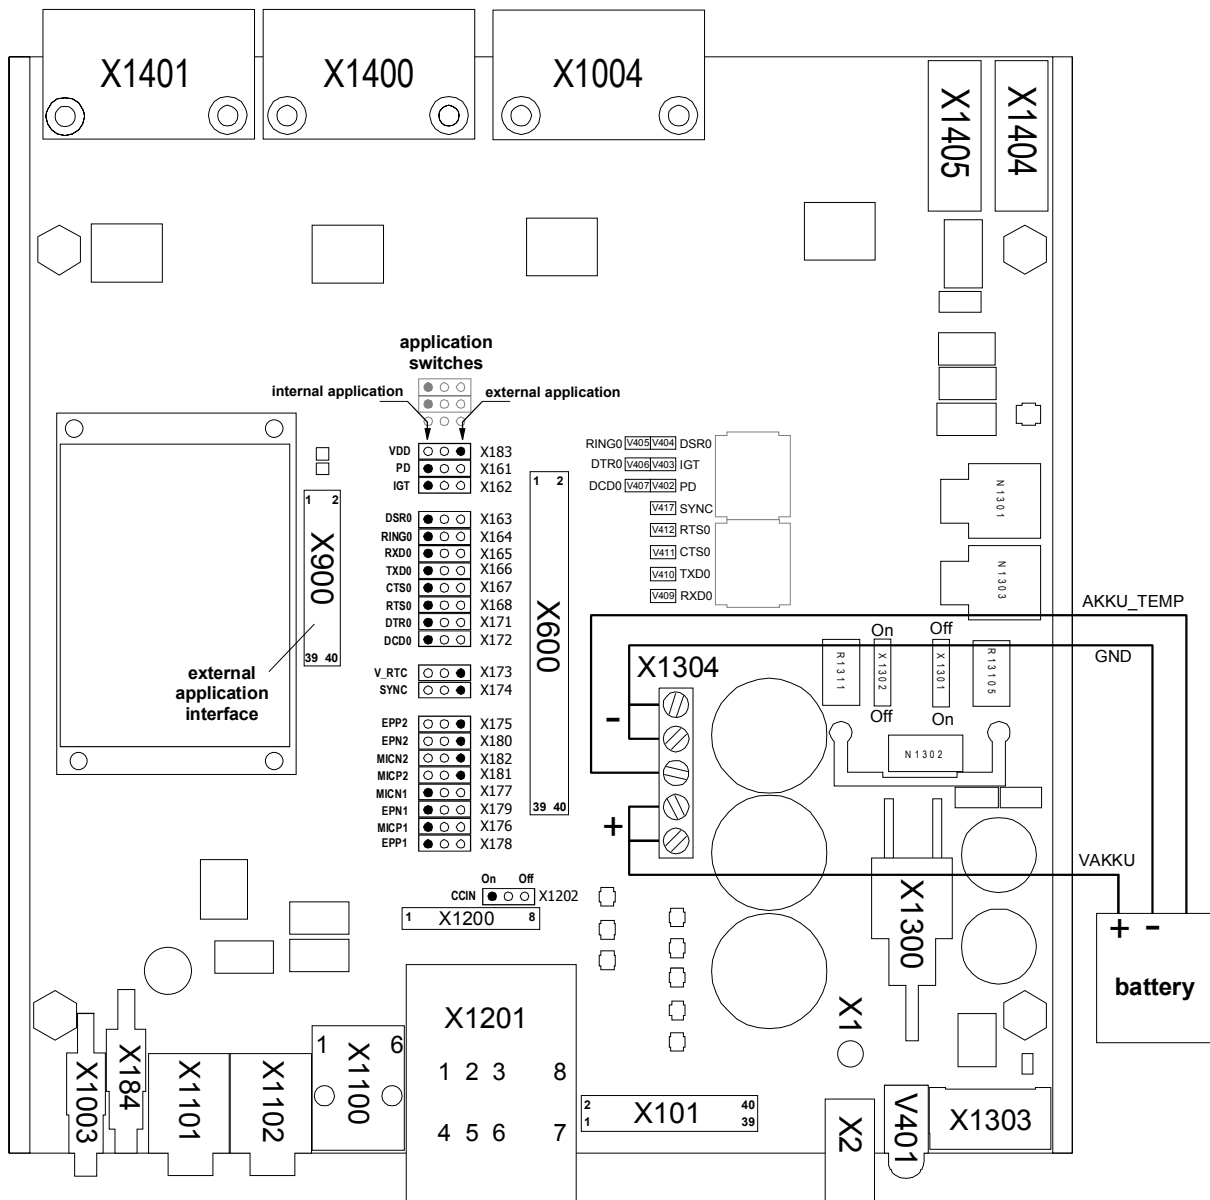 X1401
X1400
X1004
X1405
X1404
application
switches
internal application
external application
VDD X183
PD X161
IGT X162
DSR0 X163
RING0 X164
RXD0 X165
TXD0 X166
CTS0 X167
RTS0 X168
DTR0 X171
DCD0 X172
V_RTC X173
SYNC X174
EPP2 X175
EPN2 X180
MICN2 X182
MICP2 X181
MICN1 X177
EPN1 X179
MICP1 X176
EPP1 X178
On Off
CCIN X1202
1 X1200 8
1 2
X900
39 40
external
application
interface
1 2
X600
39 40
RING0 V405 V404 DSR0
DTR0 V406 V403 IGT
DCD0 V407 V402 PD
V417 SYNC
V412 RTS0
V411 CTS0
V410 TXD0
V409 RXD0
N1301
N1303
AKKU_TEMP
GND
On Off
R1311
X1302
X1301
R13105
Off On
X1304
-
+
N1302
VAKKU
X1300
+ -
battery
X1
X1003
X184
X1101
X1102
1 6
X1100
X1201
1 2 3 8
4 5 6 7
2 40
X101
1 39
X2
V401
X1303